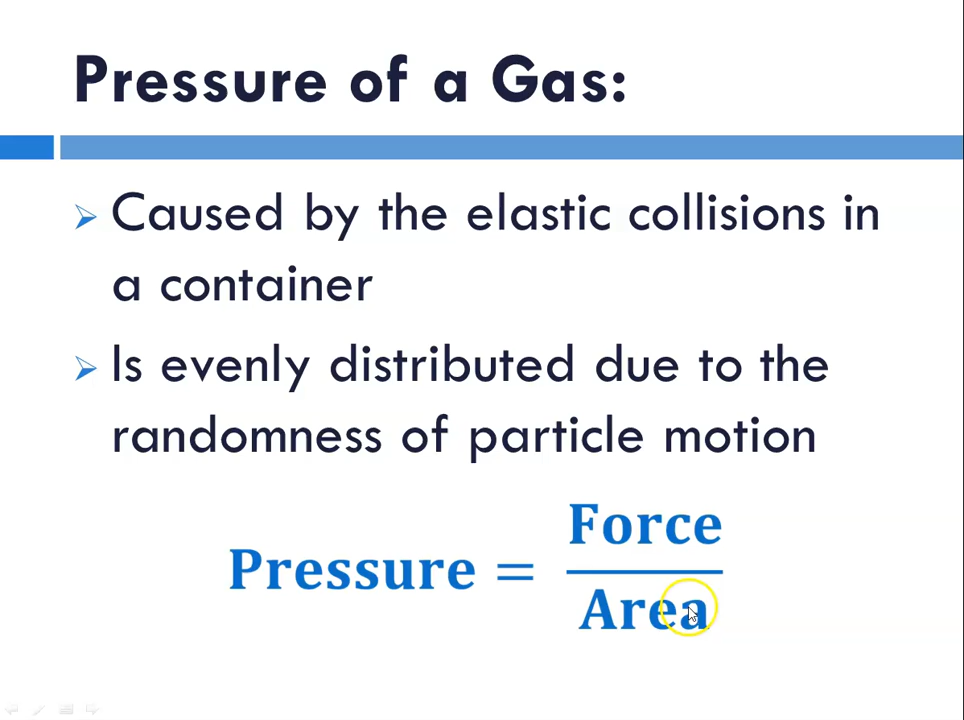 Pressure of a Gas:
➢ Caused by the elastic collisions in
a container
➢ Is evenly distributed due to the
randomness of particle motion
Force
Pressure =
Area